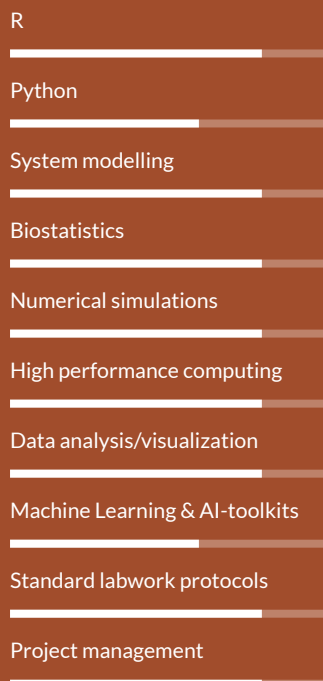 R
Python
System modelling
Biostatistics
Numerical simulations
High performance computing
Data analysis/visualization
Machine Learning & AI-toolkits
Standard labwork protocols
Project management